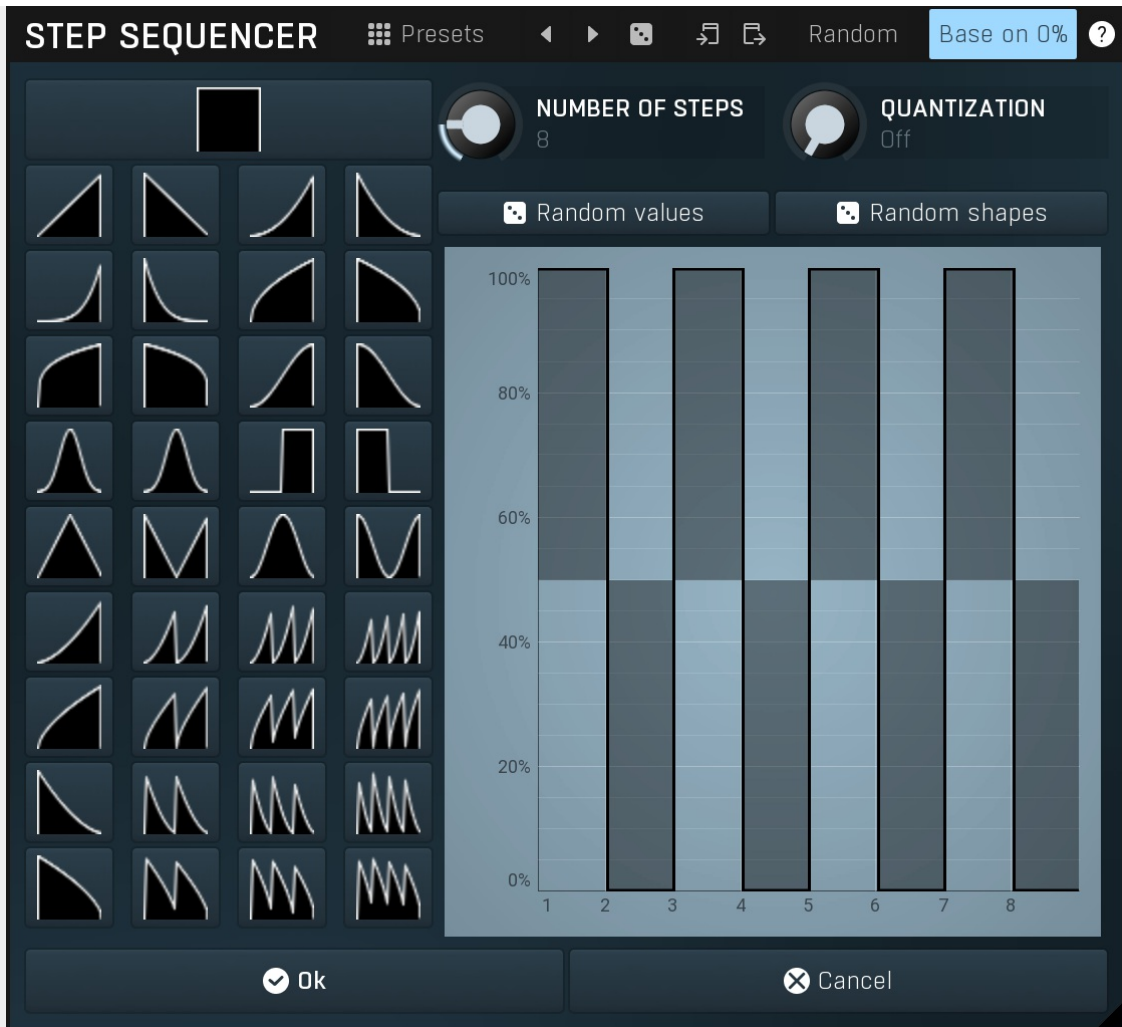 STEP SEQUENCER Presets Random Base on 0% ?
NUMBER OF STEPS
8
QUANTIZATION
Off
Random values Random shapes
100%
80%
60%
40%
20%
0%
1 2 3 4 5 6 7 8
Ok Cancel